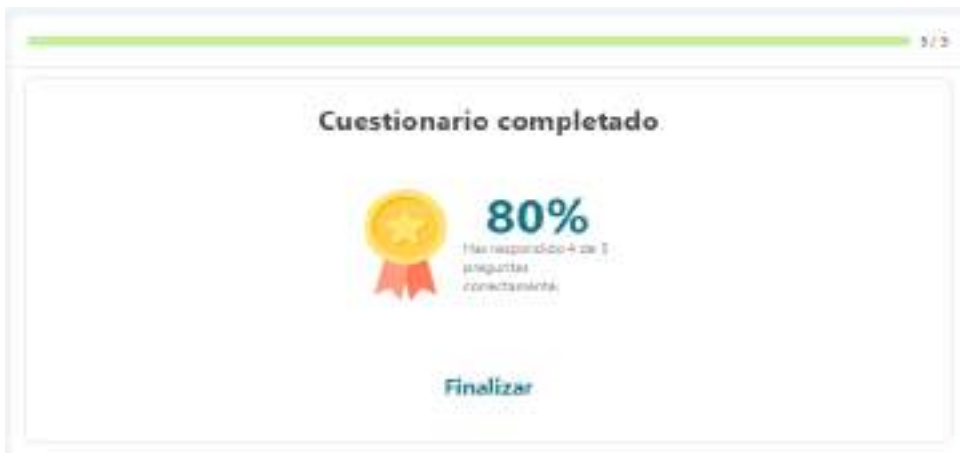 5 / 5
Cuestionario completado
80%
Has respondido 4 de 5
preguntas
correctamente.
Finalizar